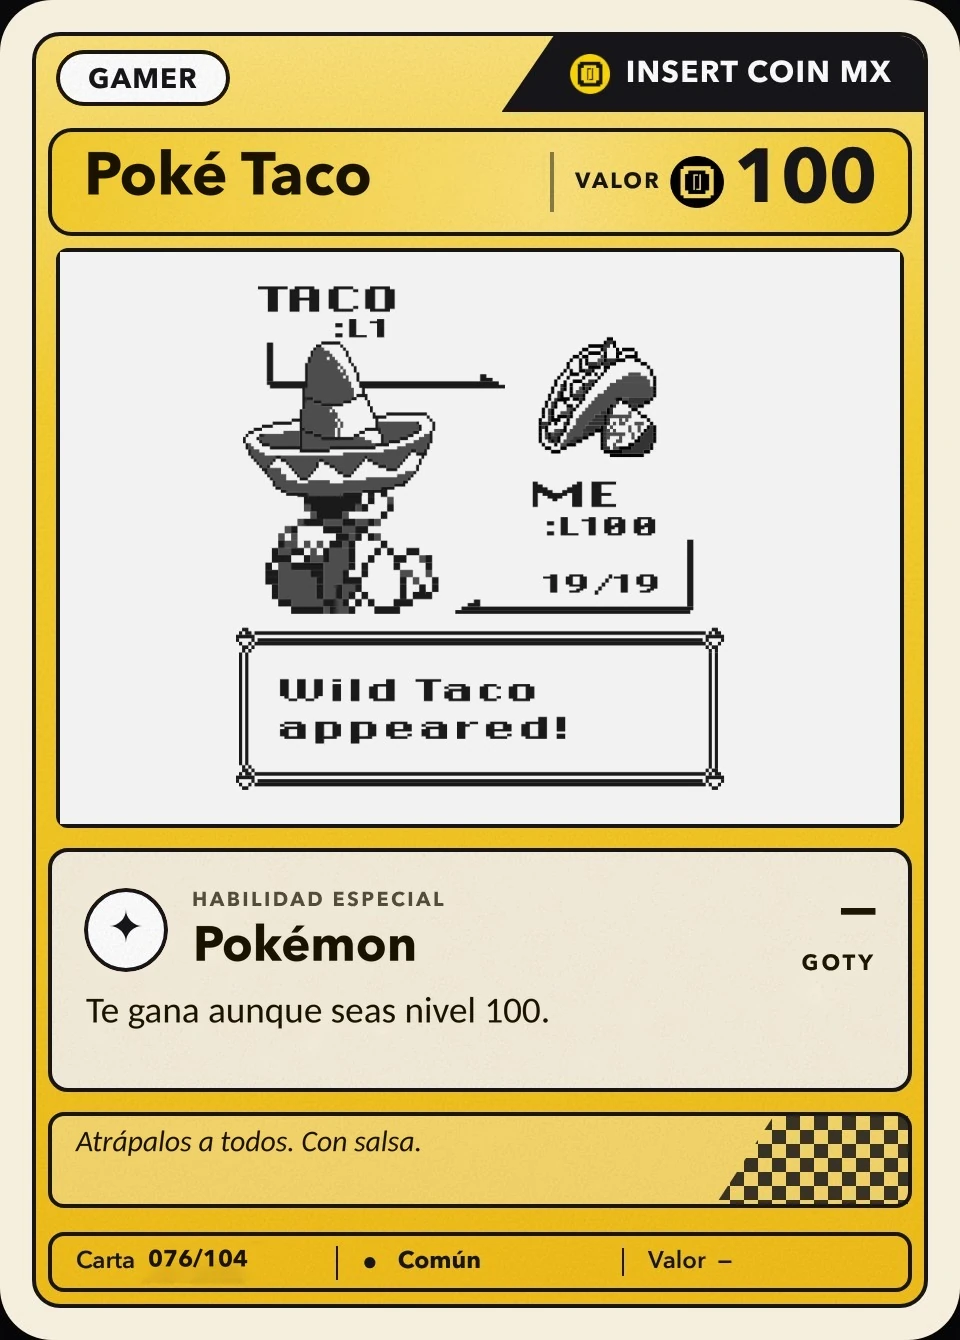 GAMER
INSERT COIN MX
Poké Taco
VALOR 100
TACO
:L1
ME
:L100
19/19
Wild Taco
appeared!
HABILIDAD ESPECIAL
Pokémon
—
GOTY
Te gana aunque seas nivel 100.
Atrápalos a todos. Con salsa.
Carta 076/104 • Común Valor –